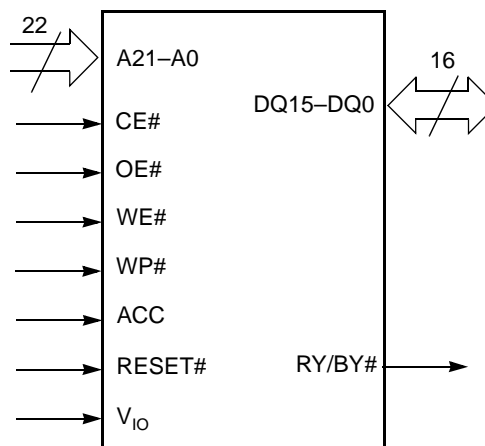 22
A21–A0
16
DQ15–DQ0
CE#
OE#
WE#
WP#
ACC
RESET#
RY/BY#
VIO